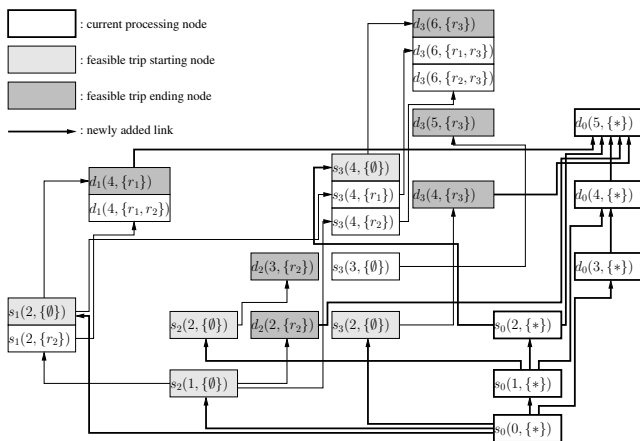 : current processing node
: feasible trip starting node
: feasible trip ending node
: newly added link
d₃(6, {r₃})
d₃(6, {r₁, r₃})
d₃(6, {r₂, r₃})
d₃(5, {r₃})
d₀(5, {*})
d₁(4, {r₁})
d₁(4, {r₁, r₂})
s₃(4, {∅})
s₃(4, {r₁})
s₃(4, {r₂})
d₃(4, {r₃})
d₀(4, {*})
d₂(3, {r₂})
s₃(3, {∅})
d₀(3, {*})
s₁(2, {∅})
s₁(2, {r₂})
s₂(2, {∅})
d₂(2, {r₂})
s₃(2, {∅})
s₀(2, {*})
s₂(1, {∅})
s₀(1, {*})
s₀(0, {*})